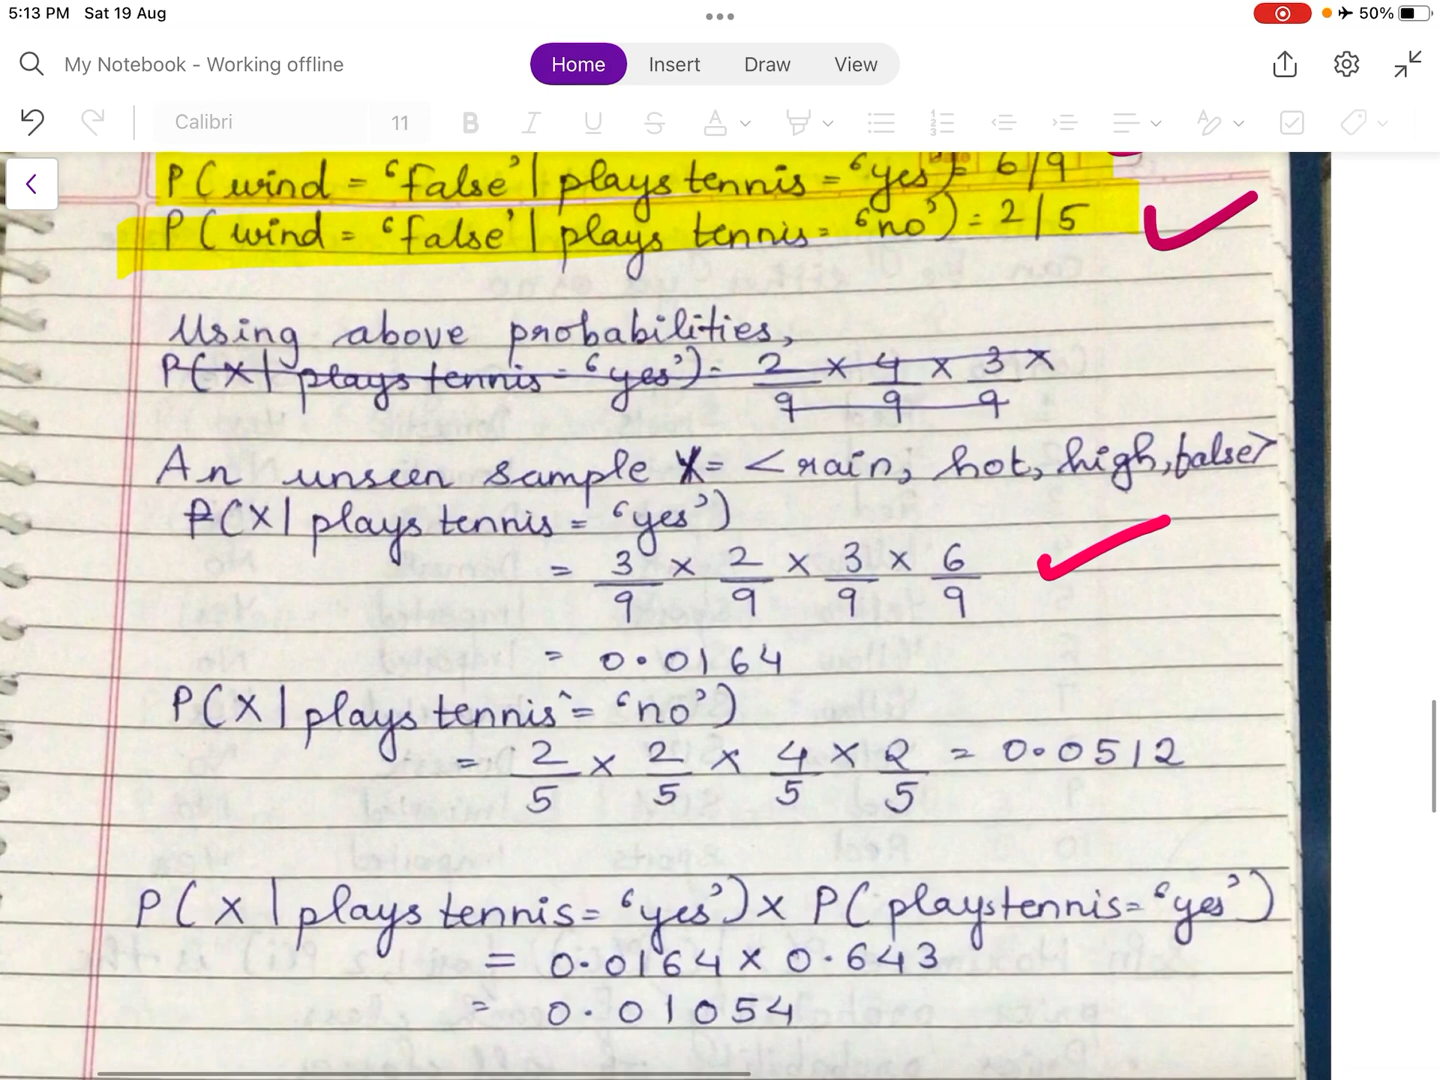 5:13 PM Sat 19 Aug
50%
My Notebook - Working offline
Home Insert Draw View
Calibri 11 B I U S A
P(wind = 'false' | plays tennis = 'yes') = 6/9
P(wind = 'false' | plays tennis = 'no') = 2/5
Using above probabilities,
P(X | plays tennis = 'yes') = 2/9 × 4/9 × 3/9 ×
An unseen sample X = <rain, hot, high, false>
P(X | plays tennis = 'yes')
= 3/9 × 2/9 × 3/9 × 6/9
= 0.0164
P(X | plays tennis = 'no')
= 2/5 × 2/5 × 4/5 × 2/5 = 0.0512
P(X | plays tennis = 'yes') × P(plays tennis = 'yes')
= 0.0164 × 0.643
= 0.01054